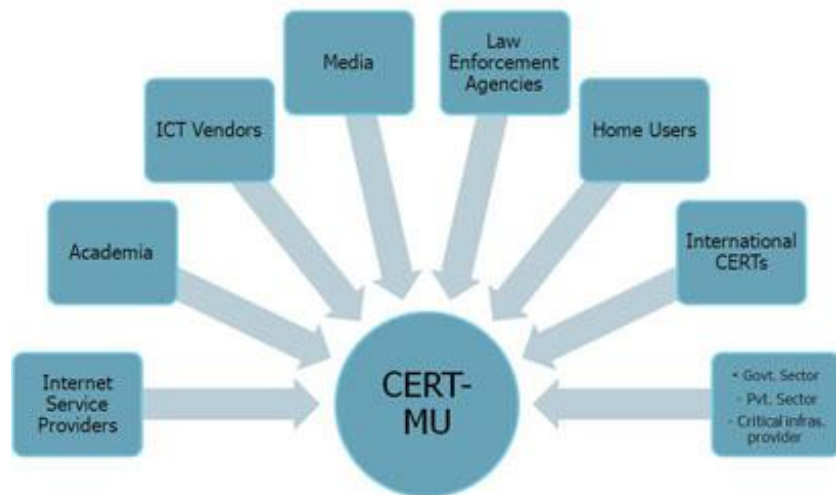 Media
Law
Enforcement
Agencies
ICT Vendors
Home Users
Academia
International
CERTs
Internet
Service
Providers
CERT-
MU
• Govt. Sector
- Pvt. Sector
- Critical infras.
provider